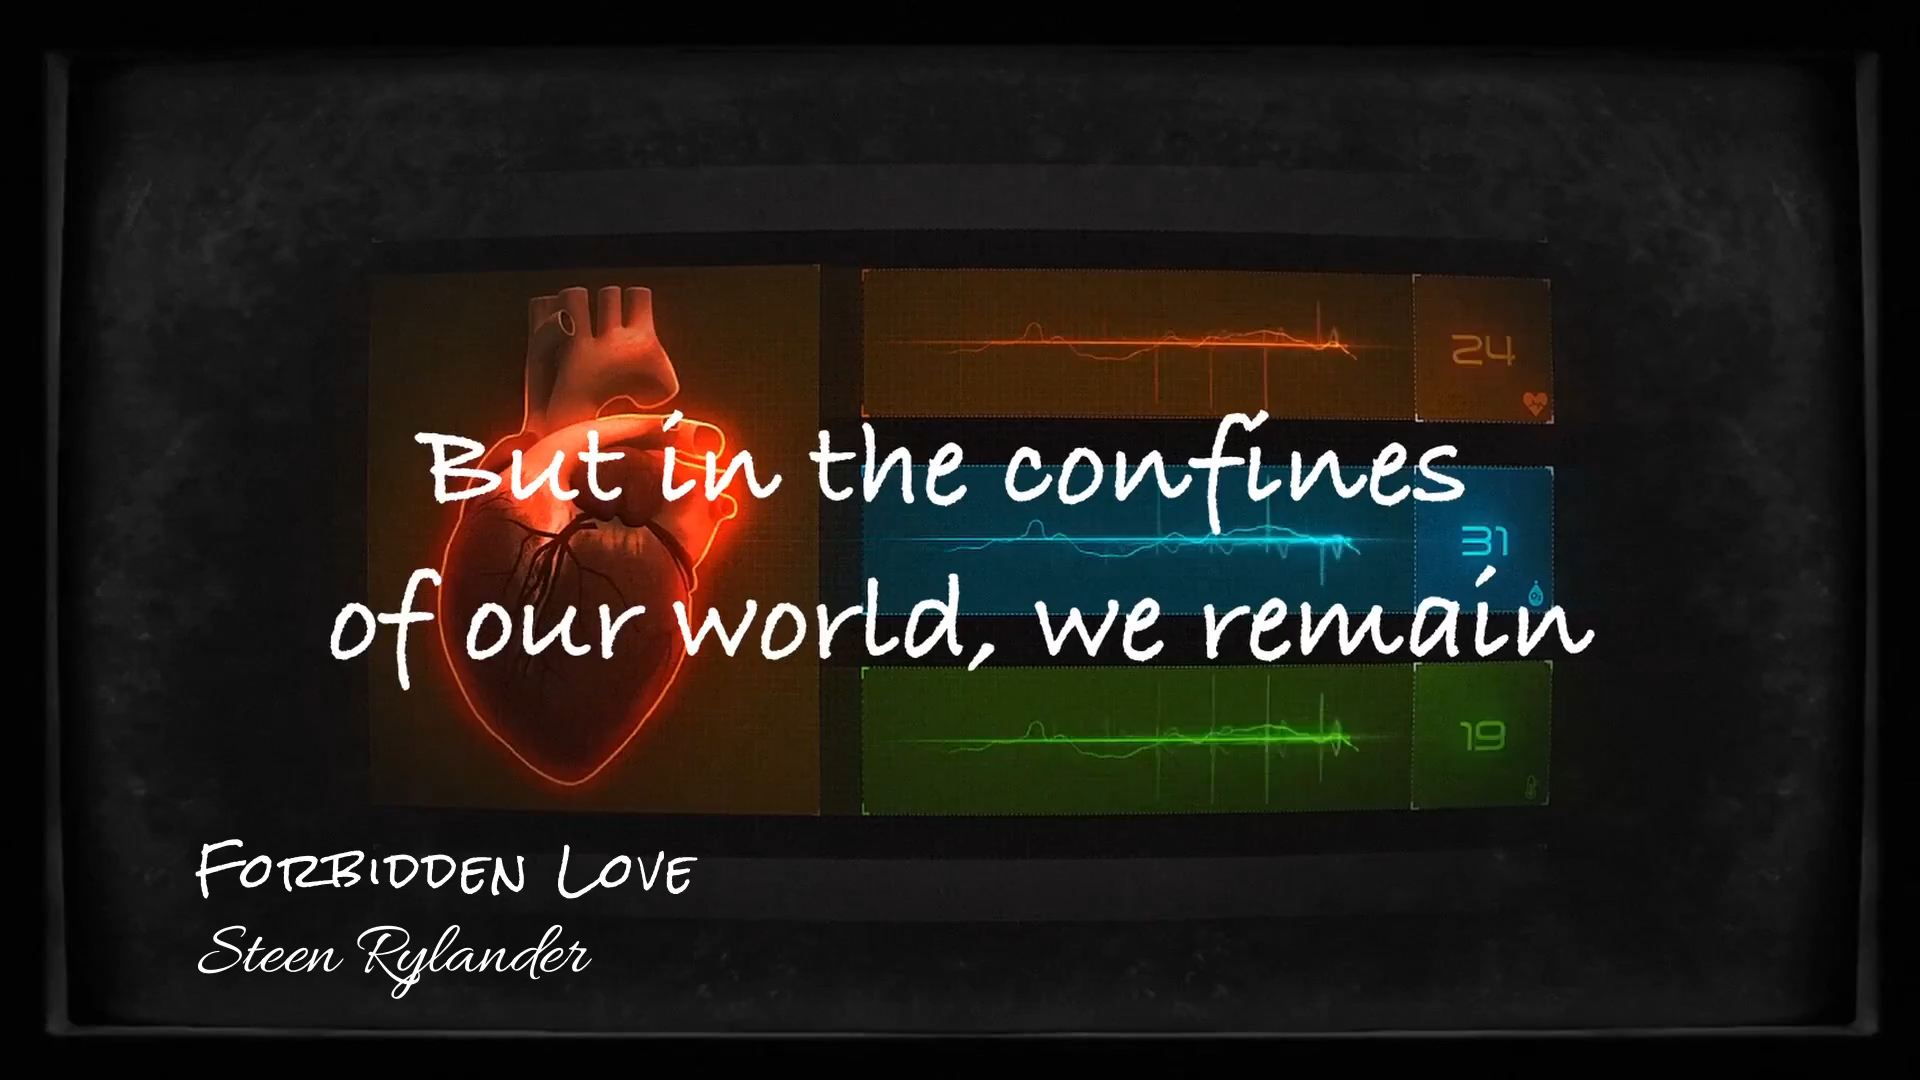 24
But in the confines
31
of our world, we remain
19
Forbidden Love
Steen Rylander